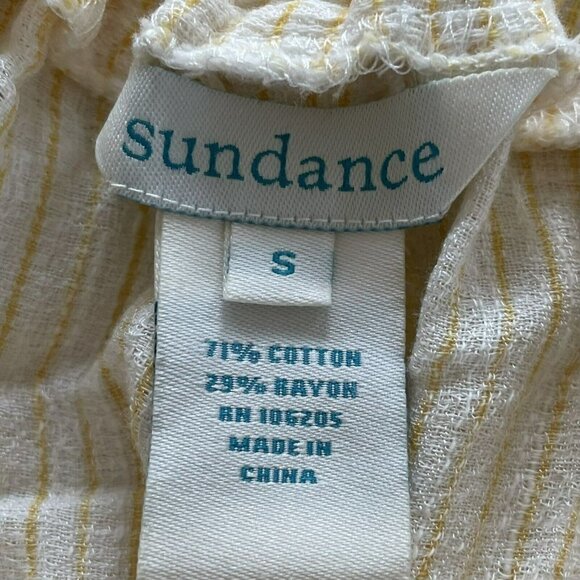 sundance
S
71% COTTON
29% RAYON
RN 106205
MADE IN
CHINA